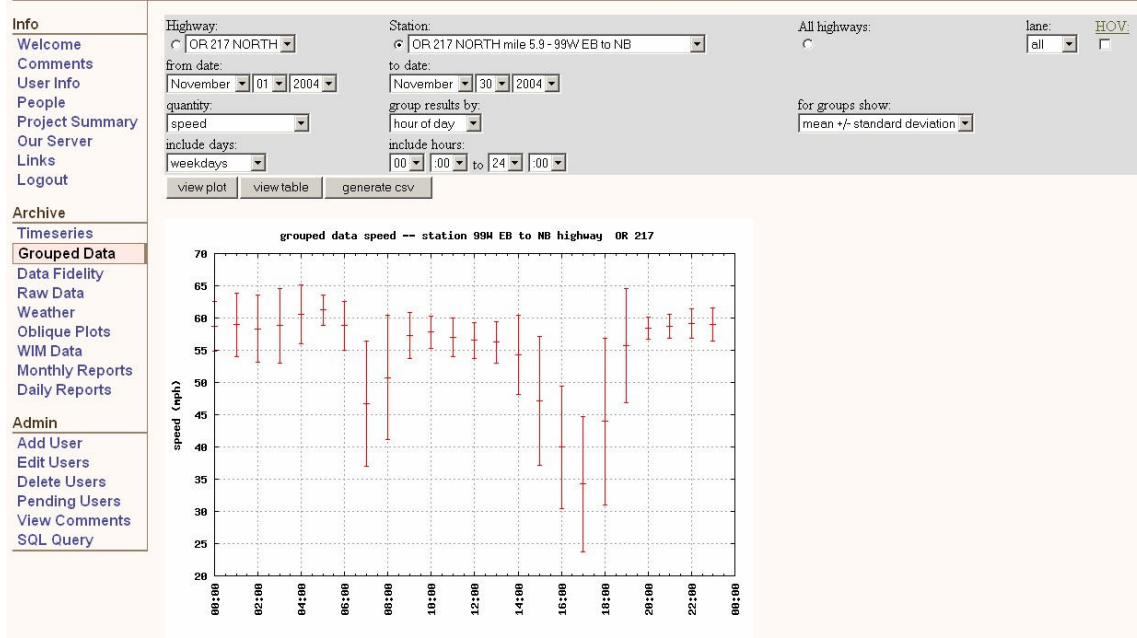 Info
Welcome
Comments
User Info
People
Project Summary
Our Server
Links
Logout
Archive
Timeseries
Grouped Data
Data Fidelity
Raw Data
Weather
Oblique Plots
WIM Data
Monthly Reports
Daily Reports
Admin
Add User
Edit Users
Delete Users
Pending Users
View Comments
SQL Query
Highway: Station: All highways: lane: HOV:
OR 217 NORTH OR 217 NORTH mile 5.9 - 99W EB to NB all
from date: to date:
November 01 2004 November 30 2004
quantity: group results by: for groups show:
speed hour of day mean +/- standard deviation
include days: include hours:
weekdays 00 :00 to 24 :00
view plot view table generate csv
grouped data speed -- station 99W EB to NB highway OR 217
70
65
60
55
50
45
40
35
30
25
20
speed (mph)
00:00 02:00 04:00 06:00 08:00 10:00 12:00 14:00 16:00 18:00 20:00 22:00 00:00